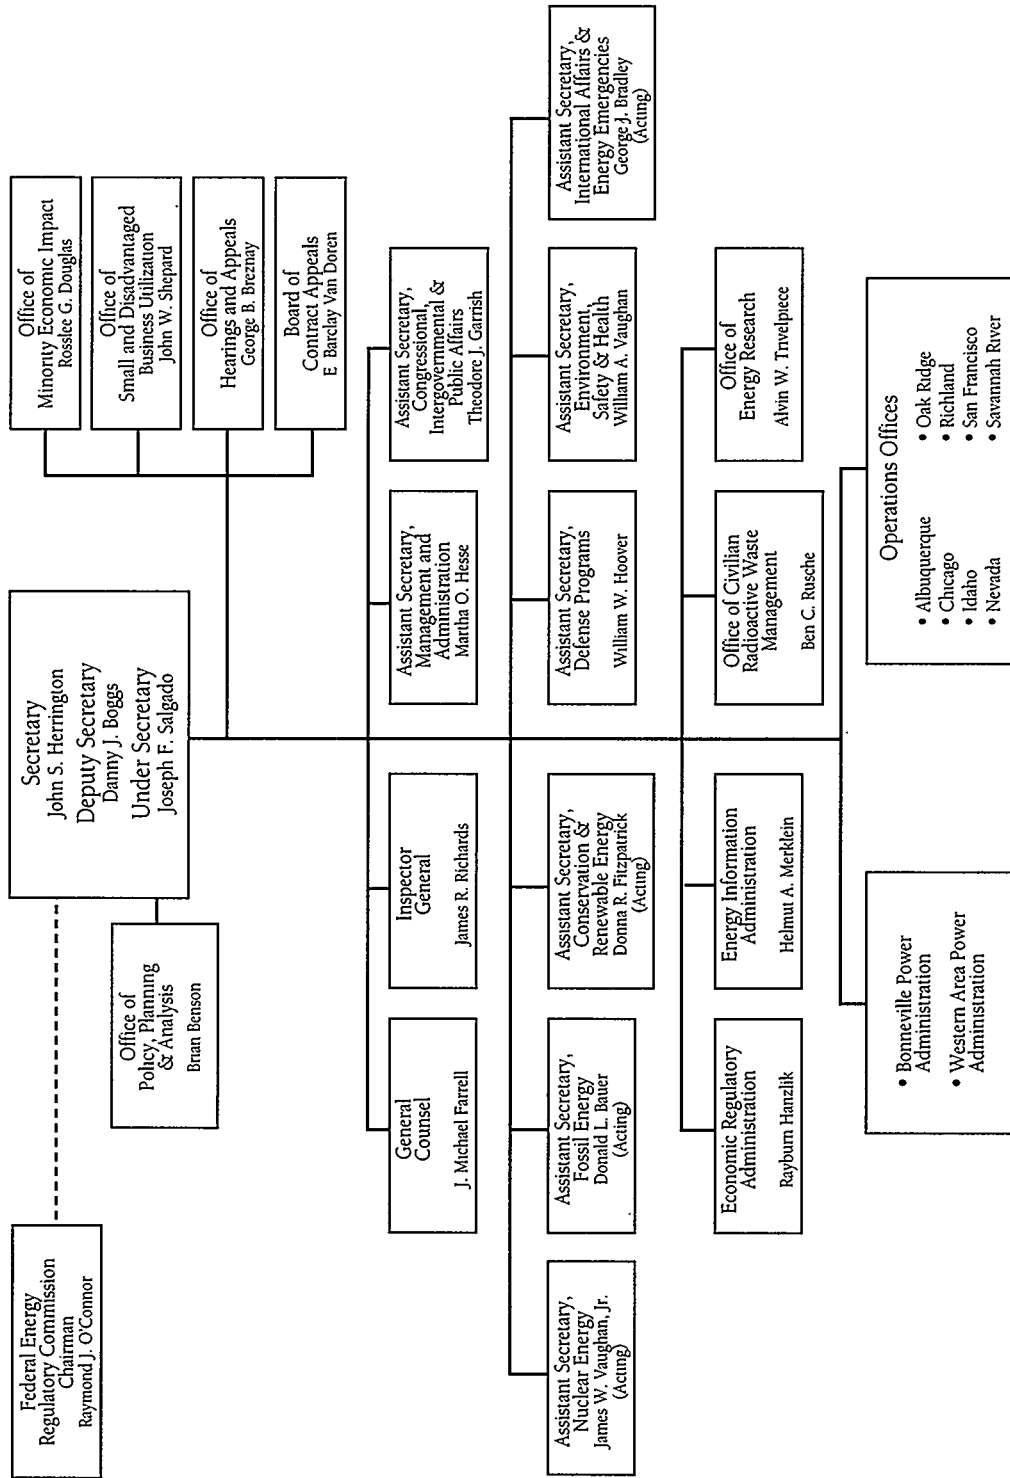 Federal Energy
Regulatory Commission
Chairman
Raymond J. O'Connor
Secretary
John S. Herrington
Deputy Secretary
Danny J. Boggs
Under Secretary
Joseph F. Salgado
Office of
Minority Economic Impact
Rosslee G. Douglas
Office of
Small and Disadvantaged
Business Utilization
John W. Shepard
Office of
Hearings and Appeals
George B. Breznay
Board of
Contract Appeals
E Barclay Van Doren
Office of
Policy, Planning
& Analysis
Brian Benson
General
Counsel
J. Michael Farrell
Inspector
General
James R. Richards
Assistant Secretary,
Management and
Administration
Martha O. Hesse
Assistant Secretary,
Congressional,
Intergovernmental &
Public Affairs
Theodore J. Garrish
Assistant Secretary,
Nuclear Energy
James W. Vaughan, Jr.
(Acting)
Assistant Secretary,
Fossil Energy
Donald L. Bauer
(Acting)
Assistant Secretary,
Conservation &
Renewable Energy
Donna R. Fitzpatrick
(Acting)
Assistant Secretary,
Defense Programs
William W. Hoover
Assistant Secretary,
Environment,
Safety & Health
William A. Vaughan
Assistant Secretary,
International Affairs &
Energy Emergencies
George J. Bradley
(Acting)
Economic Regulatory
Administration
Rayburn Hanzlik
Energy Information
Administration
Helmut A. Merklein
Office of Civilian
Radioactive Waste
Management
Ben C. Rusche
Office of
Energy Research
Alvin W. Trivelpiece
• Bonneville Power
Administration
• Western Area Power
Administration
Operations Offices
• Albuquerque
• Chicago
• Idaho
• Nevada
• Oak Ridge
• Richland
• San Francisco
• Savannah River